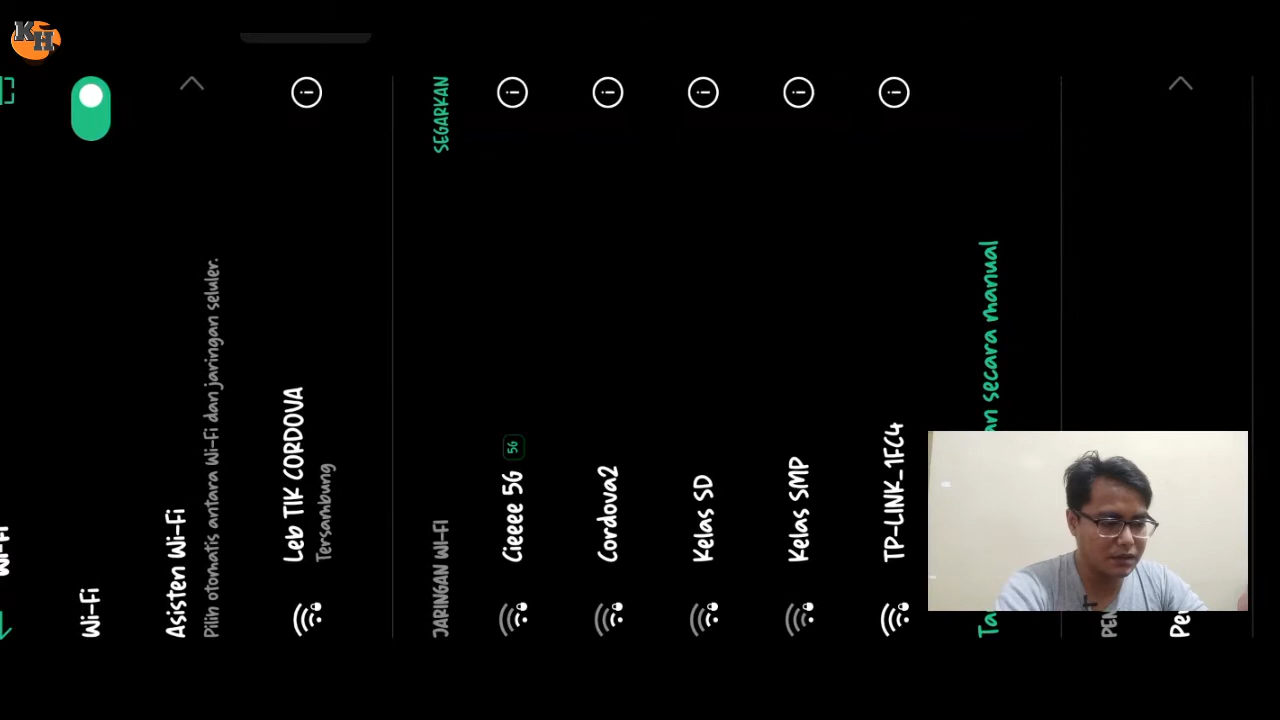 KH
Wi-Fi
Wi-Fi
Asisten Wi-Fi
Pilih otomatis antara Wi-Fi dan jaringan seluler.
Leb TIK CORDOVA
Tersambung
JARINGAN WI-FI
SEGARKAN
Cieeee 5G
5G
Cordova2
Kelas SD
Kelas SMP
TP-LINK_1FC4
secara manual